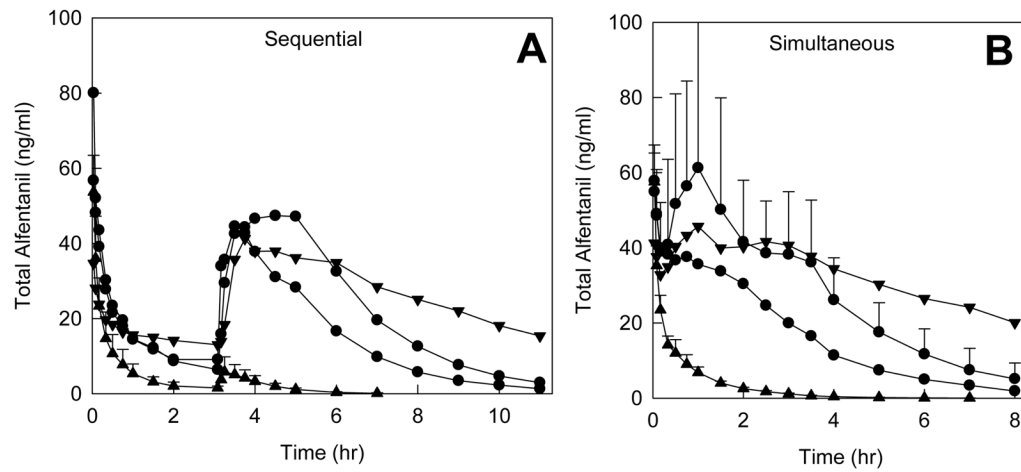 Sequential
A
Total Alfentanil (ng/ml)
100
80
60
40
20
0
0 2 4 6 8 10
Time (hr)
Simultaneous
B
Total Alfentanil (ng/ml)
100
80
60
40
20
0
0 2 4 6 8
Time (hr)